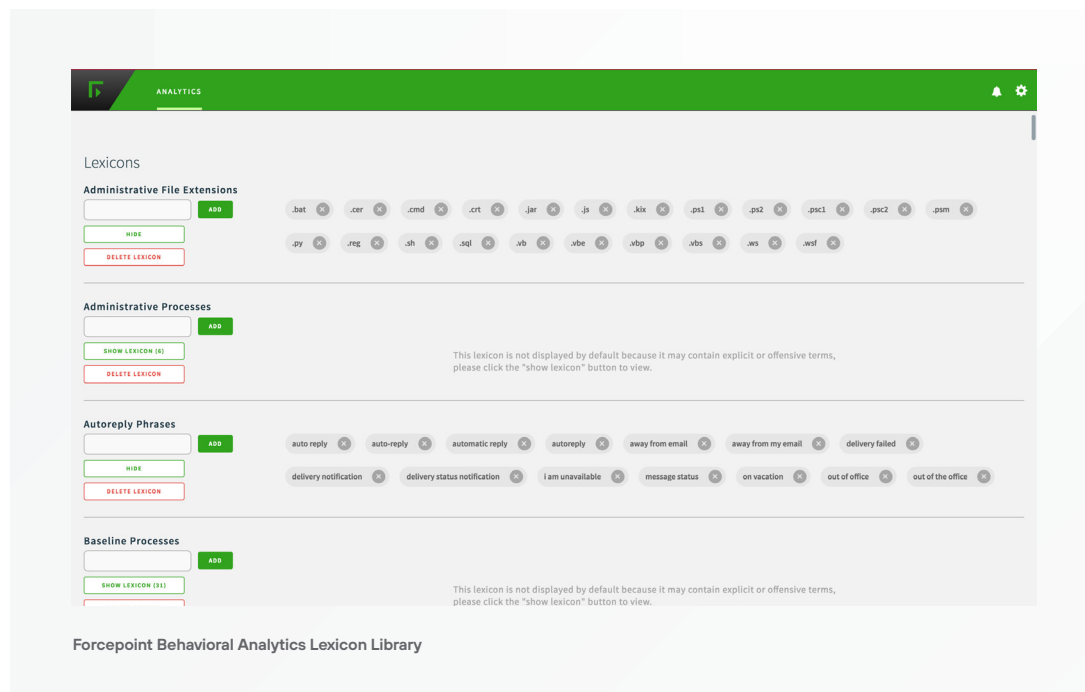 ANALYTICS
Lexicons
Administrative File Extensions
ADD
.bat .cer .cmd .crt .jar .js .kix .ps1 .ps2 .psc1 .psc2 .psm
HIDE
.py .reg .sh .sql .vb .vbe .vbp .vbs .ws .wsf
DELETE LEXICON
Administrative Processes
ADD
SHOW LEXICON (6)
This lexicon is not displayed by default because it may contain explicit or offensive terms,
please click the "show lexicon" button to view.
DELETE LEXICON
Autoreply Phrases
ADD
auto reply auto-reply automatic reply autoreply away from email away from my email delivery failed
HIDE
delivery notification delivery status notification i am unavailable message status on vacation out of office out of the office
DELETE LEXICON
Baseline Processes
ADD
SHOW LEXICON (31)
This lexicon is not displayed by default because it may contain explicit or offensive terms,
please click the "show lexicon" button to view.
Forcepoint Behavioral Analytics Lexicon Library